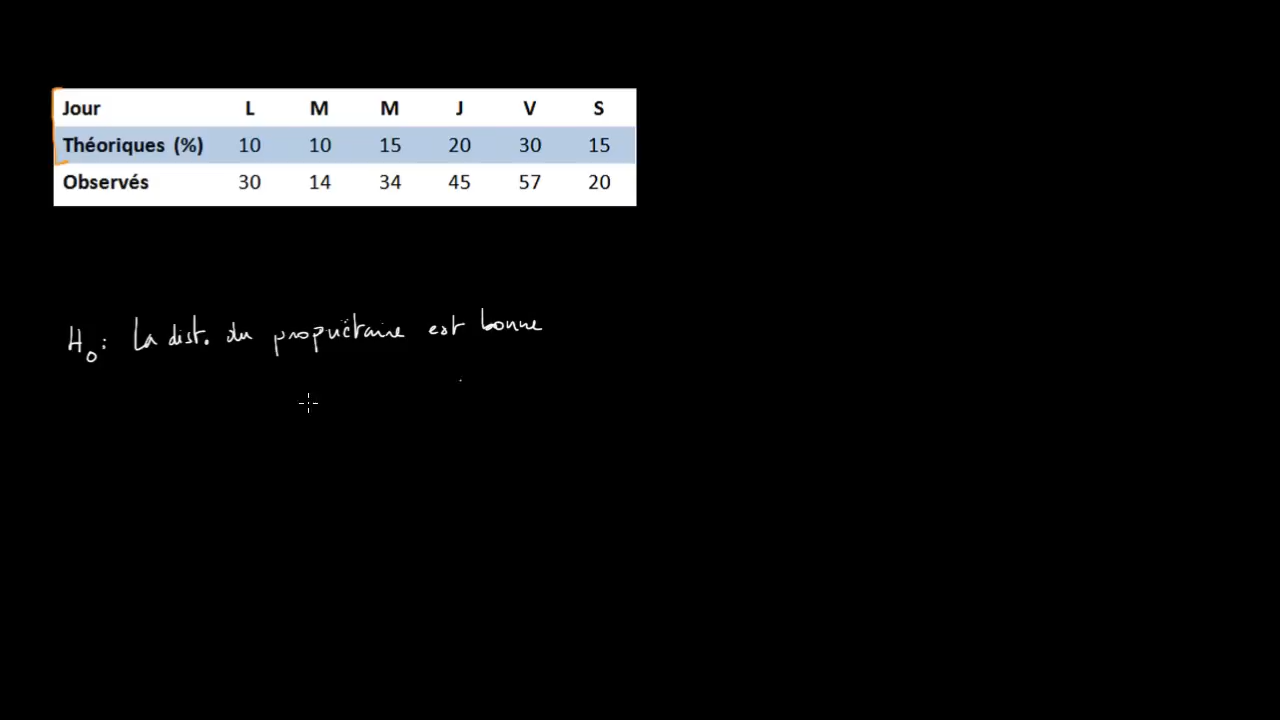 Jour L M M J V S
Théoriques (%) 10 10 15 20 30 15
Observés 30 14 34 45 57 20
H0: La dist. du propriétaire est bonne